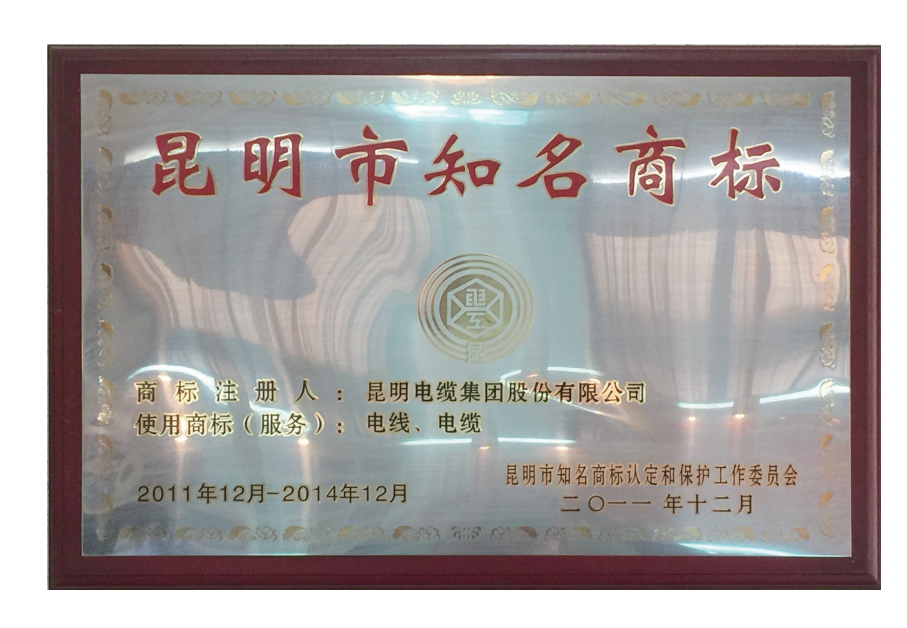 昆明市知名商标
商标注册人：昆明电缆集团股份有限公司
使用商标（服务）：电线、电缆
2011年12月-2014年12月
昆明市知名商标认定和保护工作委员会
二〇一一年十二月